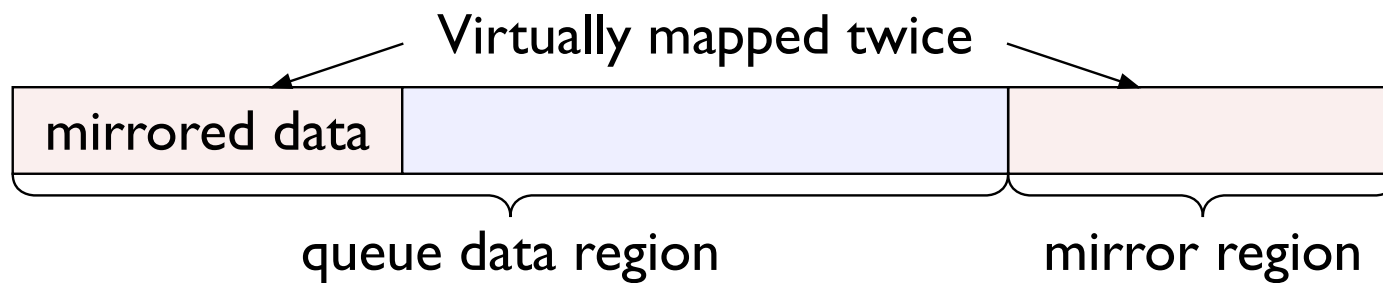 Virtually mapped twice
mirrored data
queue data region
mirror region